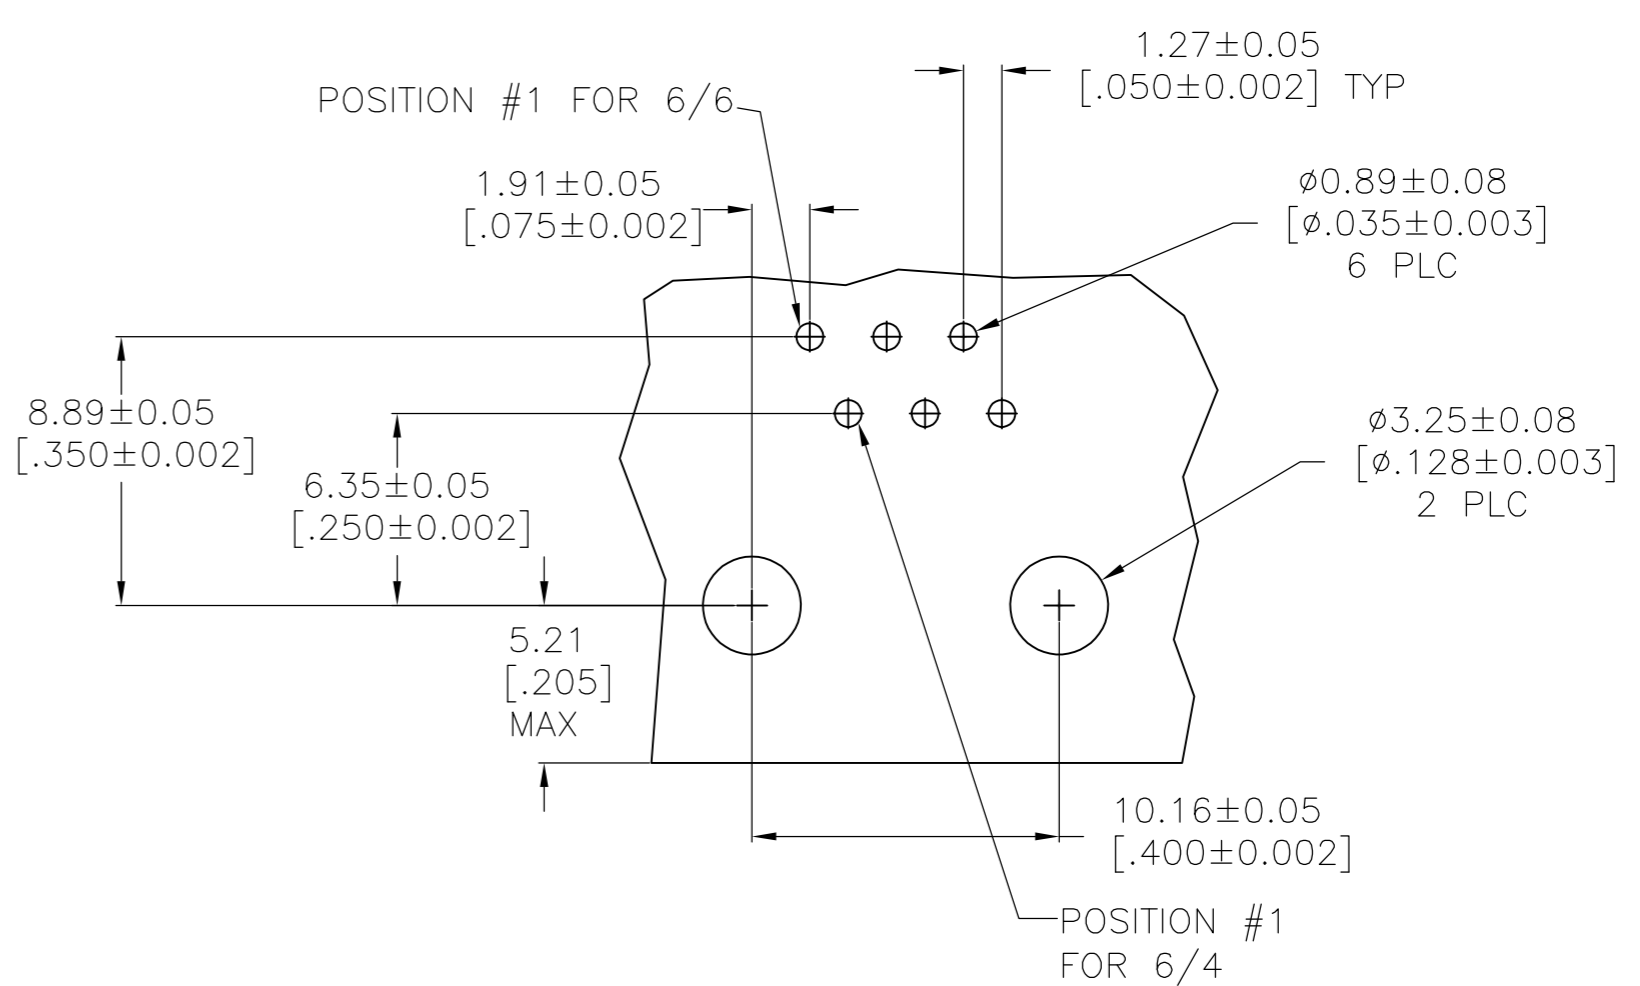 1.27±0.05
[.050±0.002] TYP
POSITION #1 FOR 6/6
1.91±0.05
[.075±0.002]
⌀0.89±0.08
[⌀.035±0.003]
6 PLC
8.89±0.05
[.350±0.002]
6.35±0.05
[.250±0.002]
⌀3.25±0.08
[⌀.128±0.003]
2 PLC
5.21
[.205]
MAX
10.16±0.05
[.400±0.002]
POSITION #1
FOR 6/4